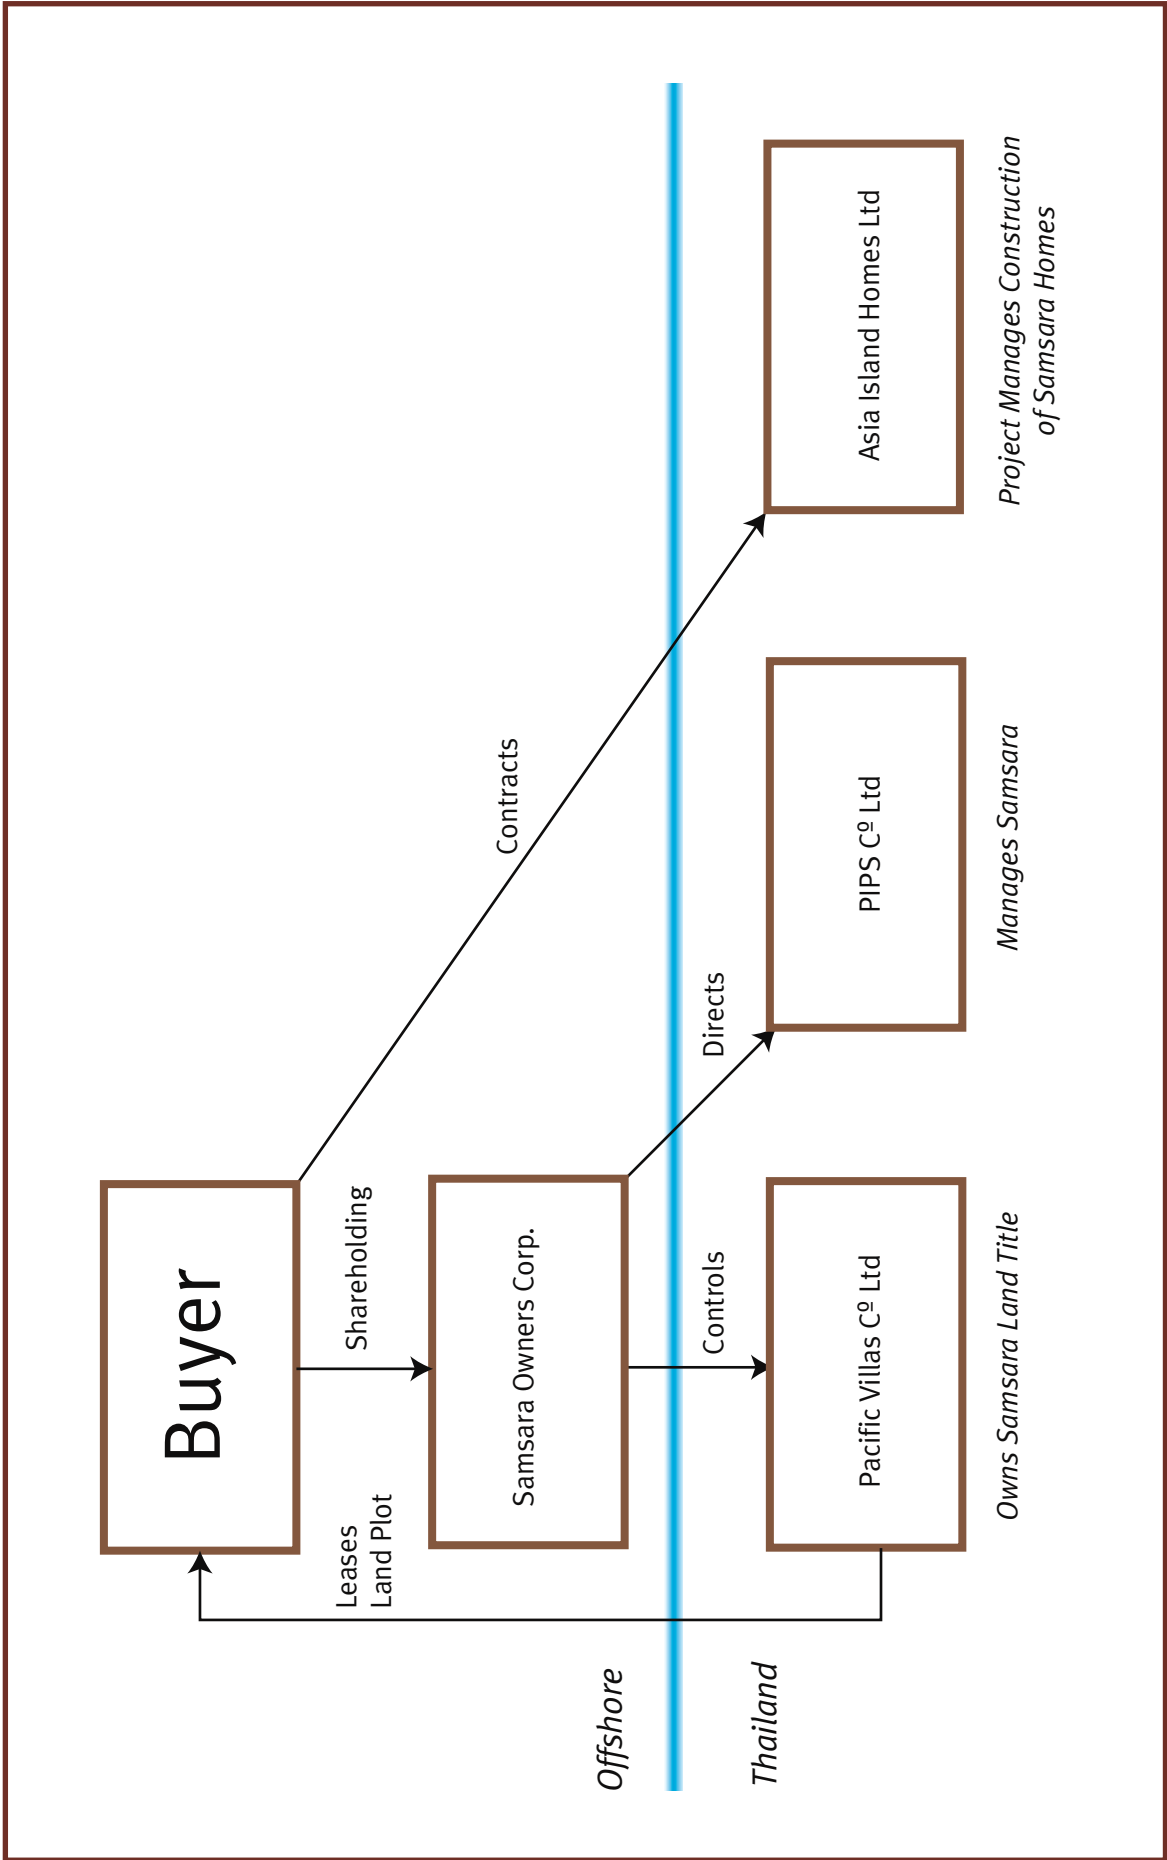 Buyer
Leases
Land Plot
Shareholding
Contracts
Samsara Owners Corp.
Offshore
Thailand
Controls
Directs
Pacific Villas Cº Ltd
PIPS Cº Ltd
Asia Island Homes Ltd
Owns Samsara Land Title
Manages Samsara
Project Manages Construction
of Samsara Homes